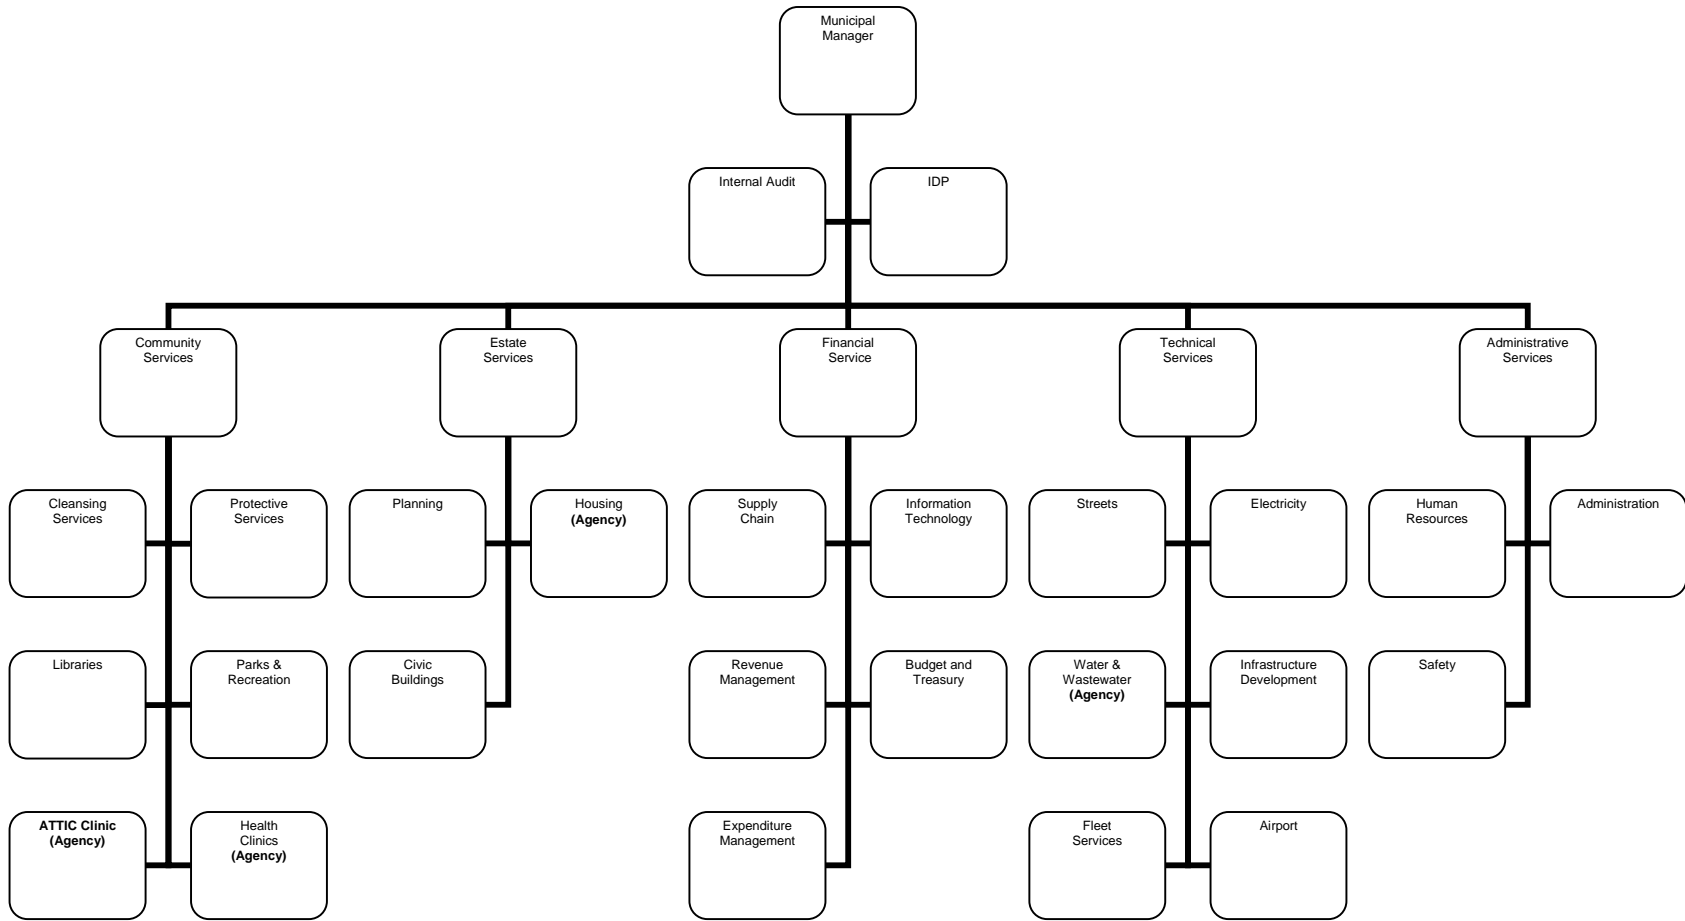 Municipal
Manager
Internal Audit
IDP
Community
Services
Estate
Services
Financial
Service
Technical
Services
Administrative
Services
Cleansing
Services
Protective
Services
Planning
Housing
(Agency)
Supply
Chain
Information
Technology
Streets
Electricity
Human
Resources
Administration
Libraries
Parks &
Recreation
Civic
Buildings
Revenue
Management
Budget and
Treasury
Water &
Wastewater
(Agency)
Infrastructure
Development
Safety
ATTIC Clinic
(Agency)
Health
Clinics
(Agency)
Expenditure
Management
Fleet
Services
Airport